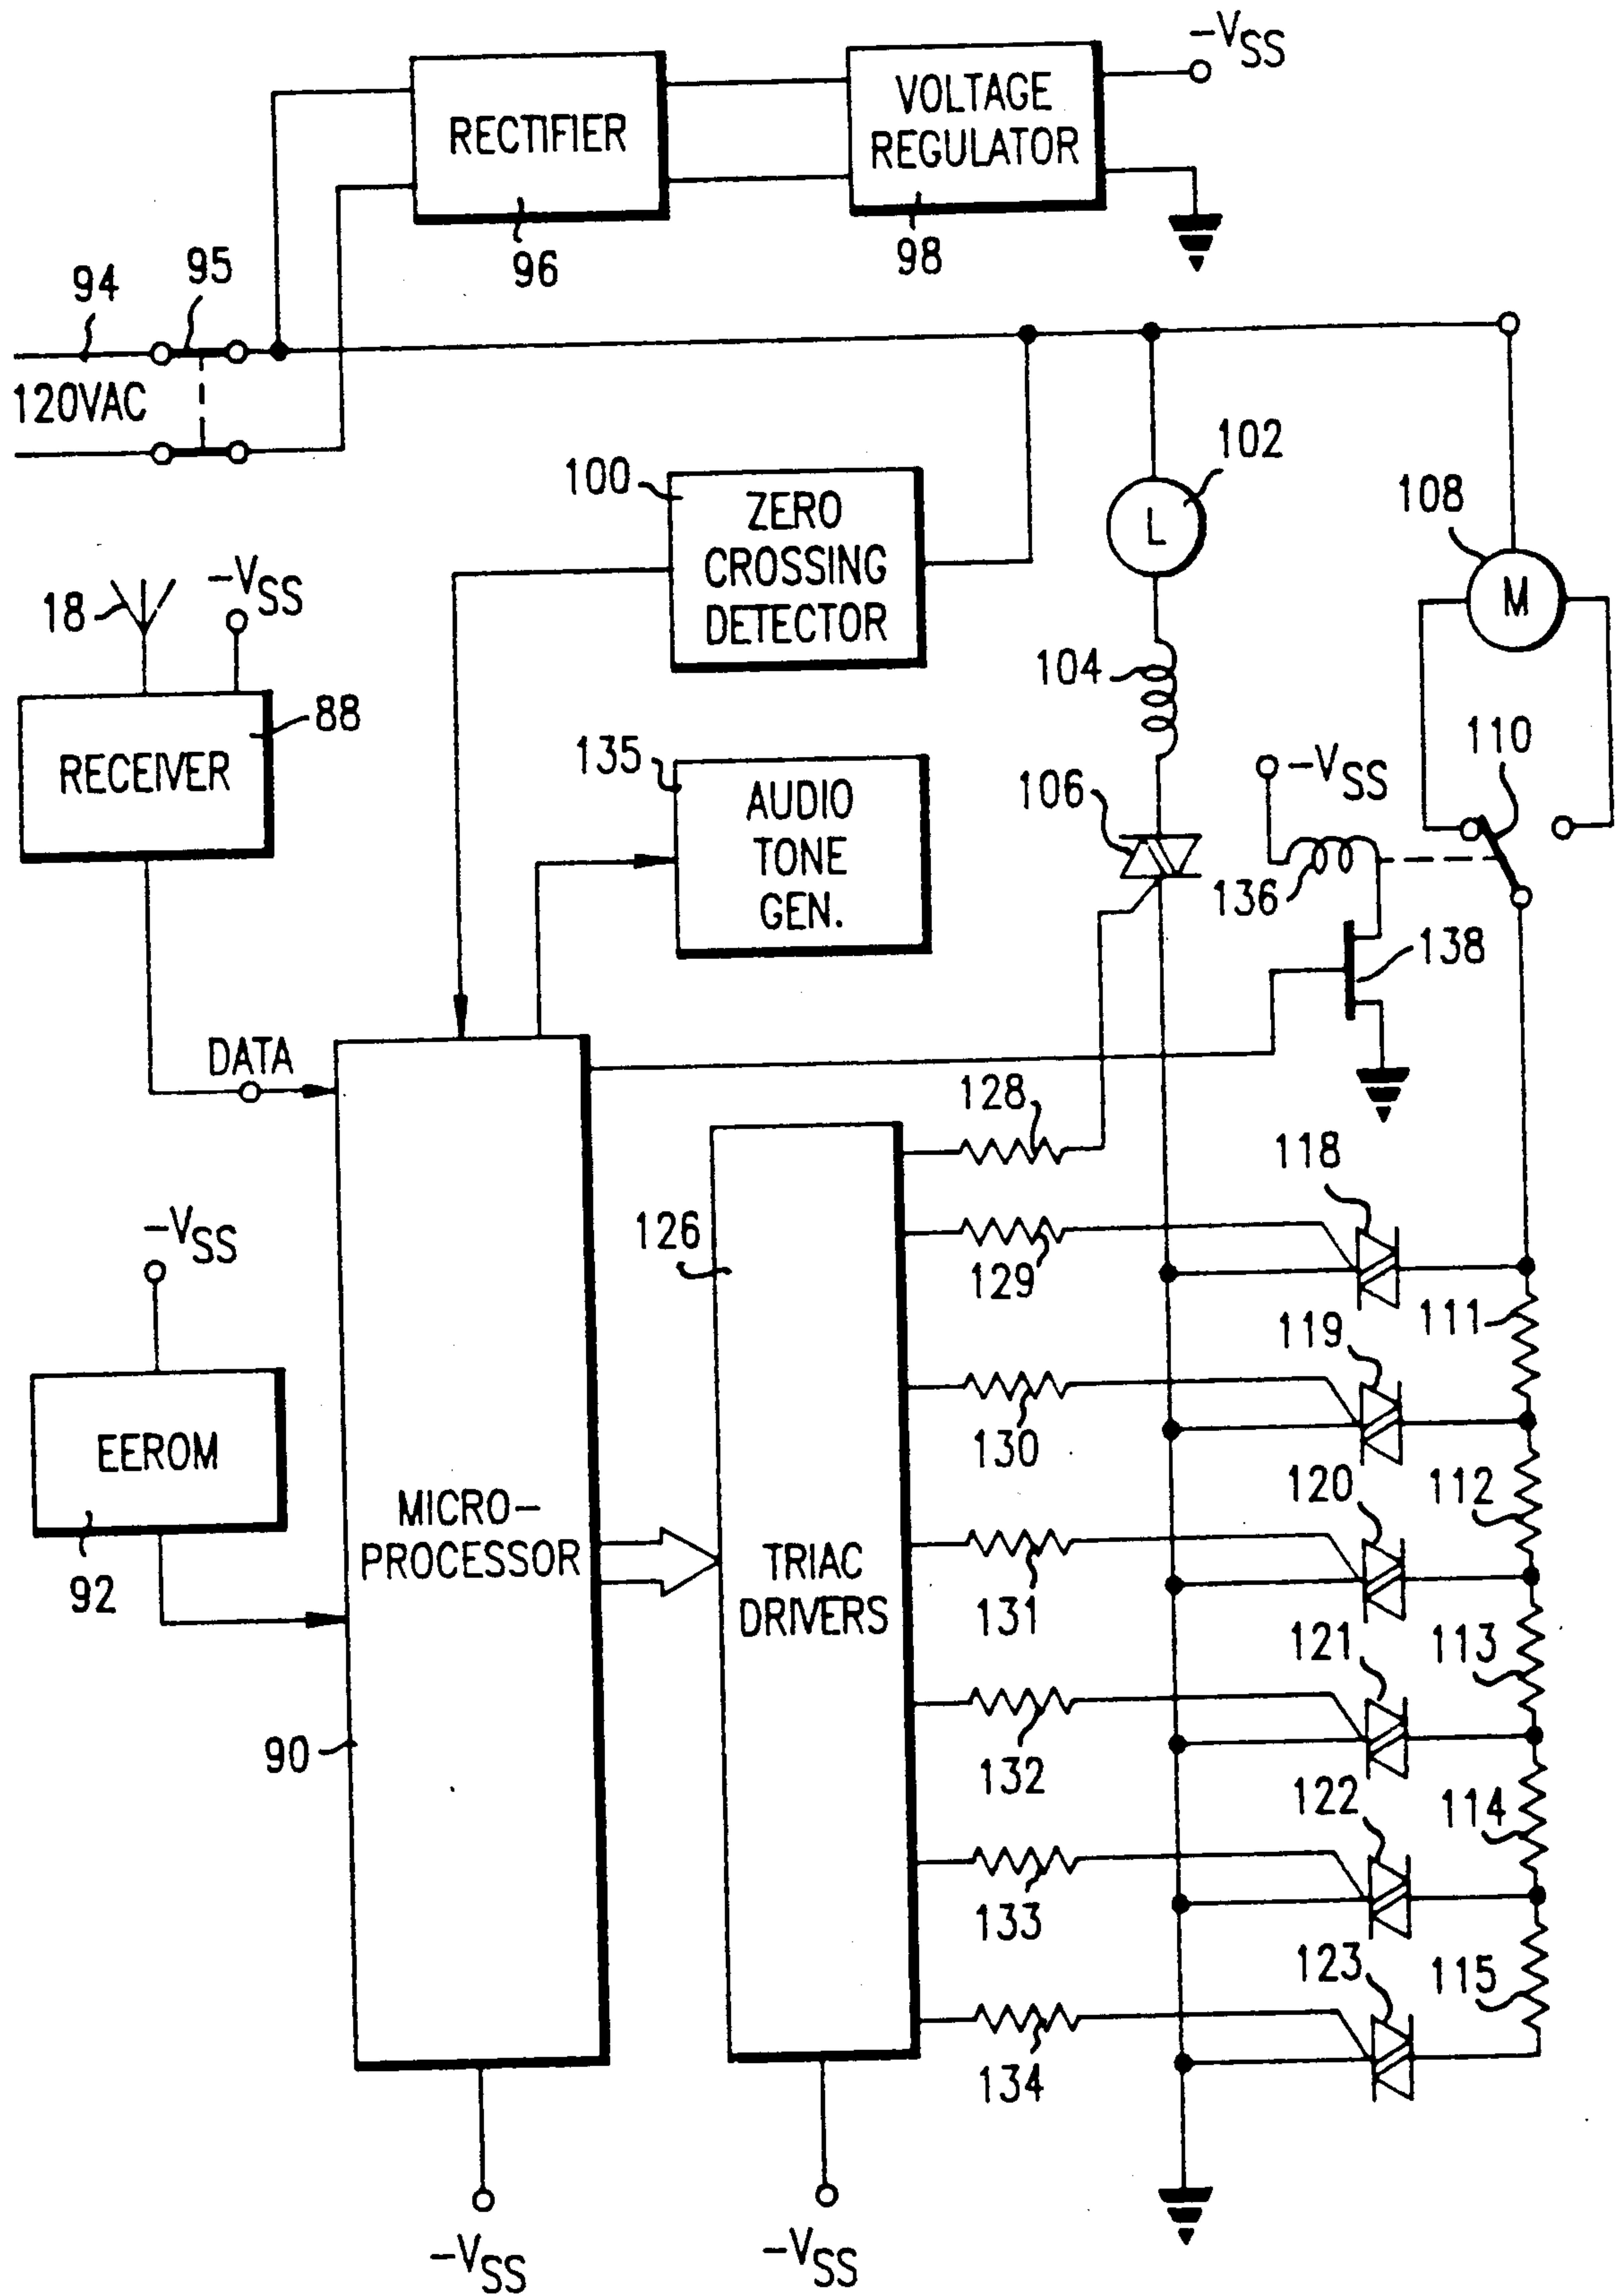 -VSS
RECTIFIER
VOLTAGE
REGULATOR
96
98
94
95
120VAC
100
ZERO
CROSSING
DETECTOR
102
L
108
M
18
-VSS
104
88
RECEIVER
135
AUDIO
TONE
GEN.
106
-VSS
110
136
138
DATA
128
118
-VSS
126
129
111
119
EEROM
130
MICRO-
PROCESSOR
120
112
92
TRIAC
DRIVERS
131
121
113
90
132
122
114
133
123
115
134
-VSS
-VSS